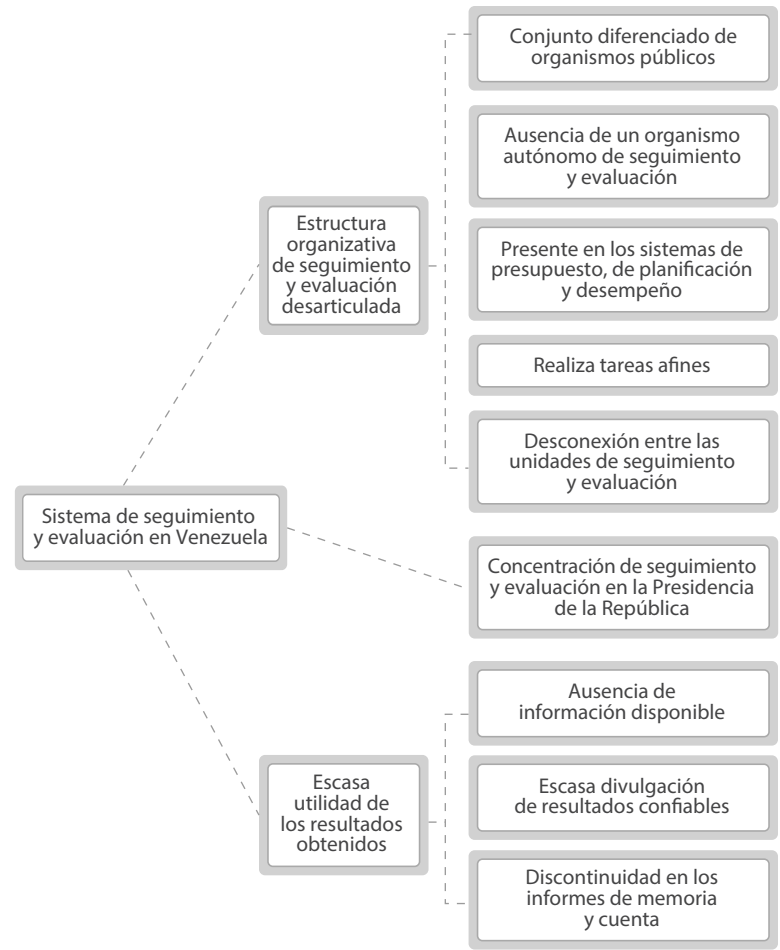 Conjunto diferenciado de
organismos públicos
Ausencia de un organismo
autónomo de seguimiento
y evaluación
Estructura
organizativa
de seguimiento
y evaluación
desarticulada
Presente en los sistemas de
presupuesto, de planificación
y desempeño
Realiza tareas afines
Desconexión entre las
unidades de seguimiento
y evaluación
Sistema de seguimiento
y evaluación en Venezuela
Concentración de seguimiento
y evaluación en la Presidencia
de la República
Ausencia de
información disponible
Escasa
utilidad de
los resultados
obtenidos
Escasa divulgación
de resultados confiables
Discontinuidad en los
informes de memoria
y cuenta